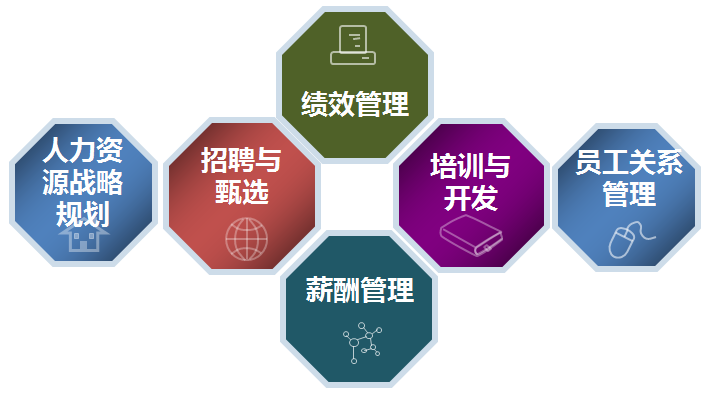 绩效管理
人力资
源战略
规划
招聘与
甄选
培训与
开发
员工关系
管理
薪酬管理